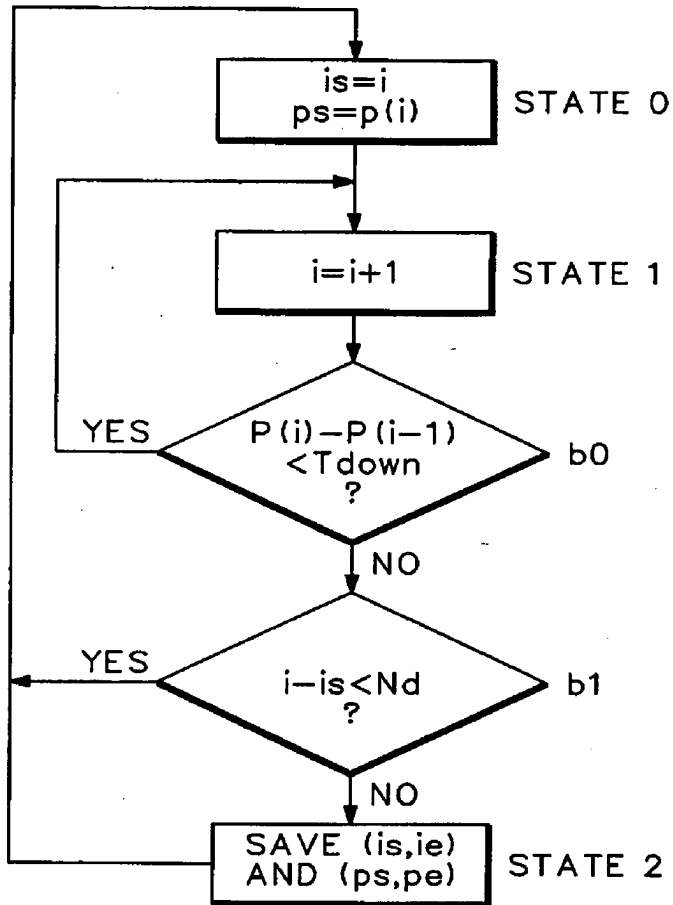 is=i
ps=p(i)
STATE 0
i=i+1
STATE 1
YES
P(i)-P(i-1)
<Tdown
?
b0
NO
YES
i-is<Nd
?
b1
NO
SAVE (is,ie)
AND (ps,pe)
STATE 2